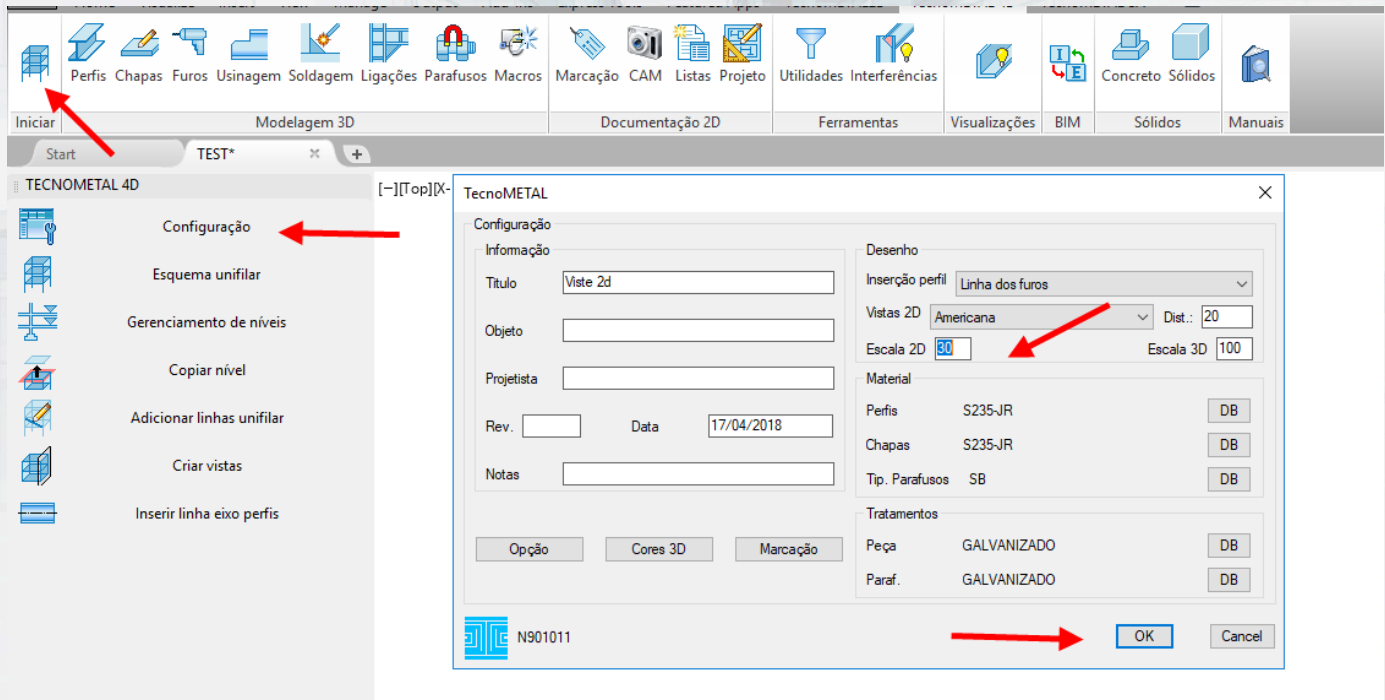 Perfis Chapas Furos Usinagem Soldagem Ligações Parafusos Macros Marcação CAM Listas Projeto Utilidades Interferências Concreto Sólidos
Iniciar Modelagem 3D Documentação 2D Ferramentas Visualizações BIM Sólidos Manuais
Start TEST* × +
TECNOMETAL 4D
Configuração
Esquema unifilar
Gerenciamento de níveis
Copiar nível
Adicionar linhas unifilar
Criar vistas
Inserir linha eixo perfis
[−][Top][X-
TecnoMETAL
Configuração
Informação
Titulo Viste 2d
Objeto
Projetista
Rev. Data 17/04/2018
Notas
Opção Cores 3D Marcação
Desenho
Inserção perfil Linha dos furos
Vistas 2D Americana Dist.: 20
Escala 2D 30 Escala 3D 100
Material
Perfis S235-JR DB
Chapas S235-JR DB
Tip. Parafusos SB DB
Tratamentos
Peça GALVANIZADO DB
Paraf. GALVANIZADO DB
N901011
OK Cancel